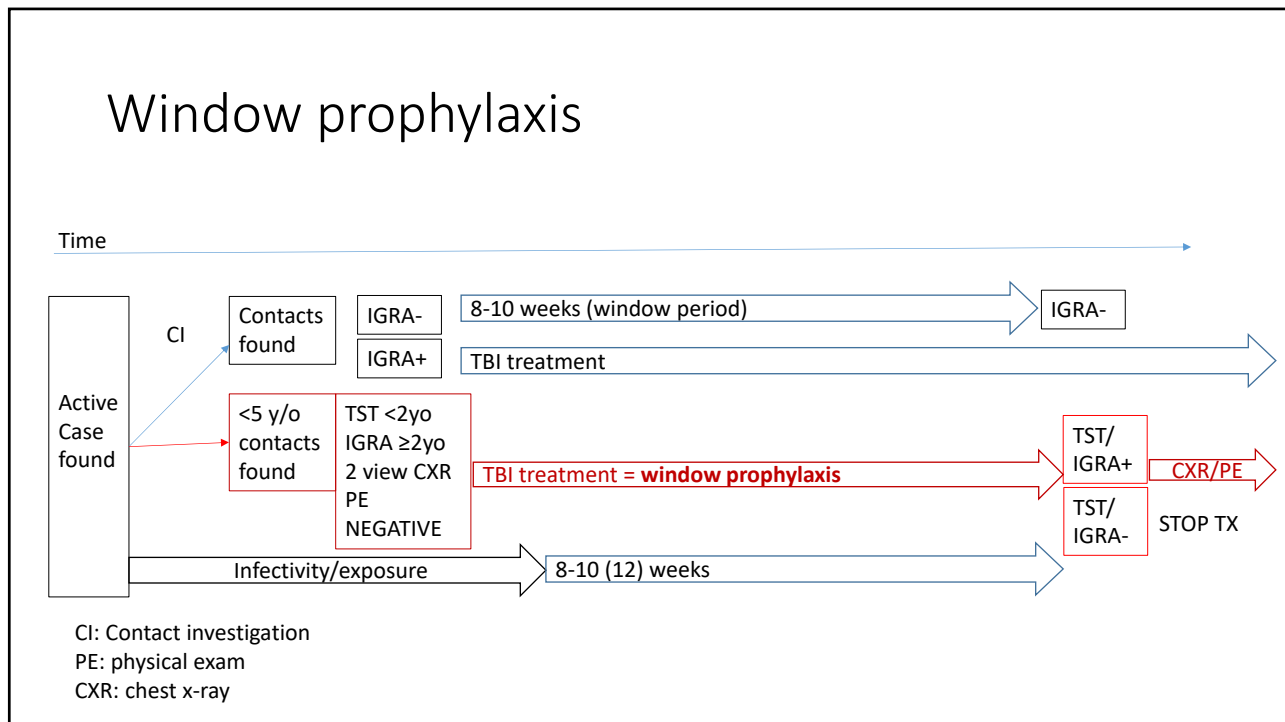 Window prophylaxis
Time
Active
Case
found
CI
Contacts
found
IGRA-
IGRA+
8-10 weeks (window period)
IGRA-
TBI treatment
<5 y/o
contacts
found
TST <2yo
IGRA ≥2yo
2 view CXR
PE
NEGATIVE
TBI treatment = window prophylaxis
TST/
IGRA+
CXR/PE
TST/
IGRA-
STOP TX
Infectivity/exposure
8-10 (12) weeks
CI: Contact investigation
PE: physical exam
CXR: chest x-ray